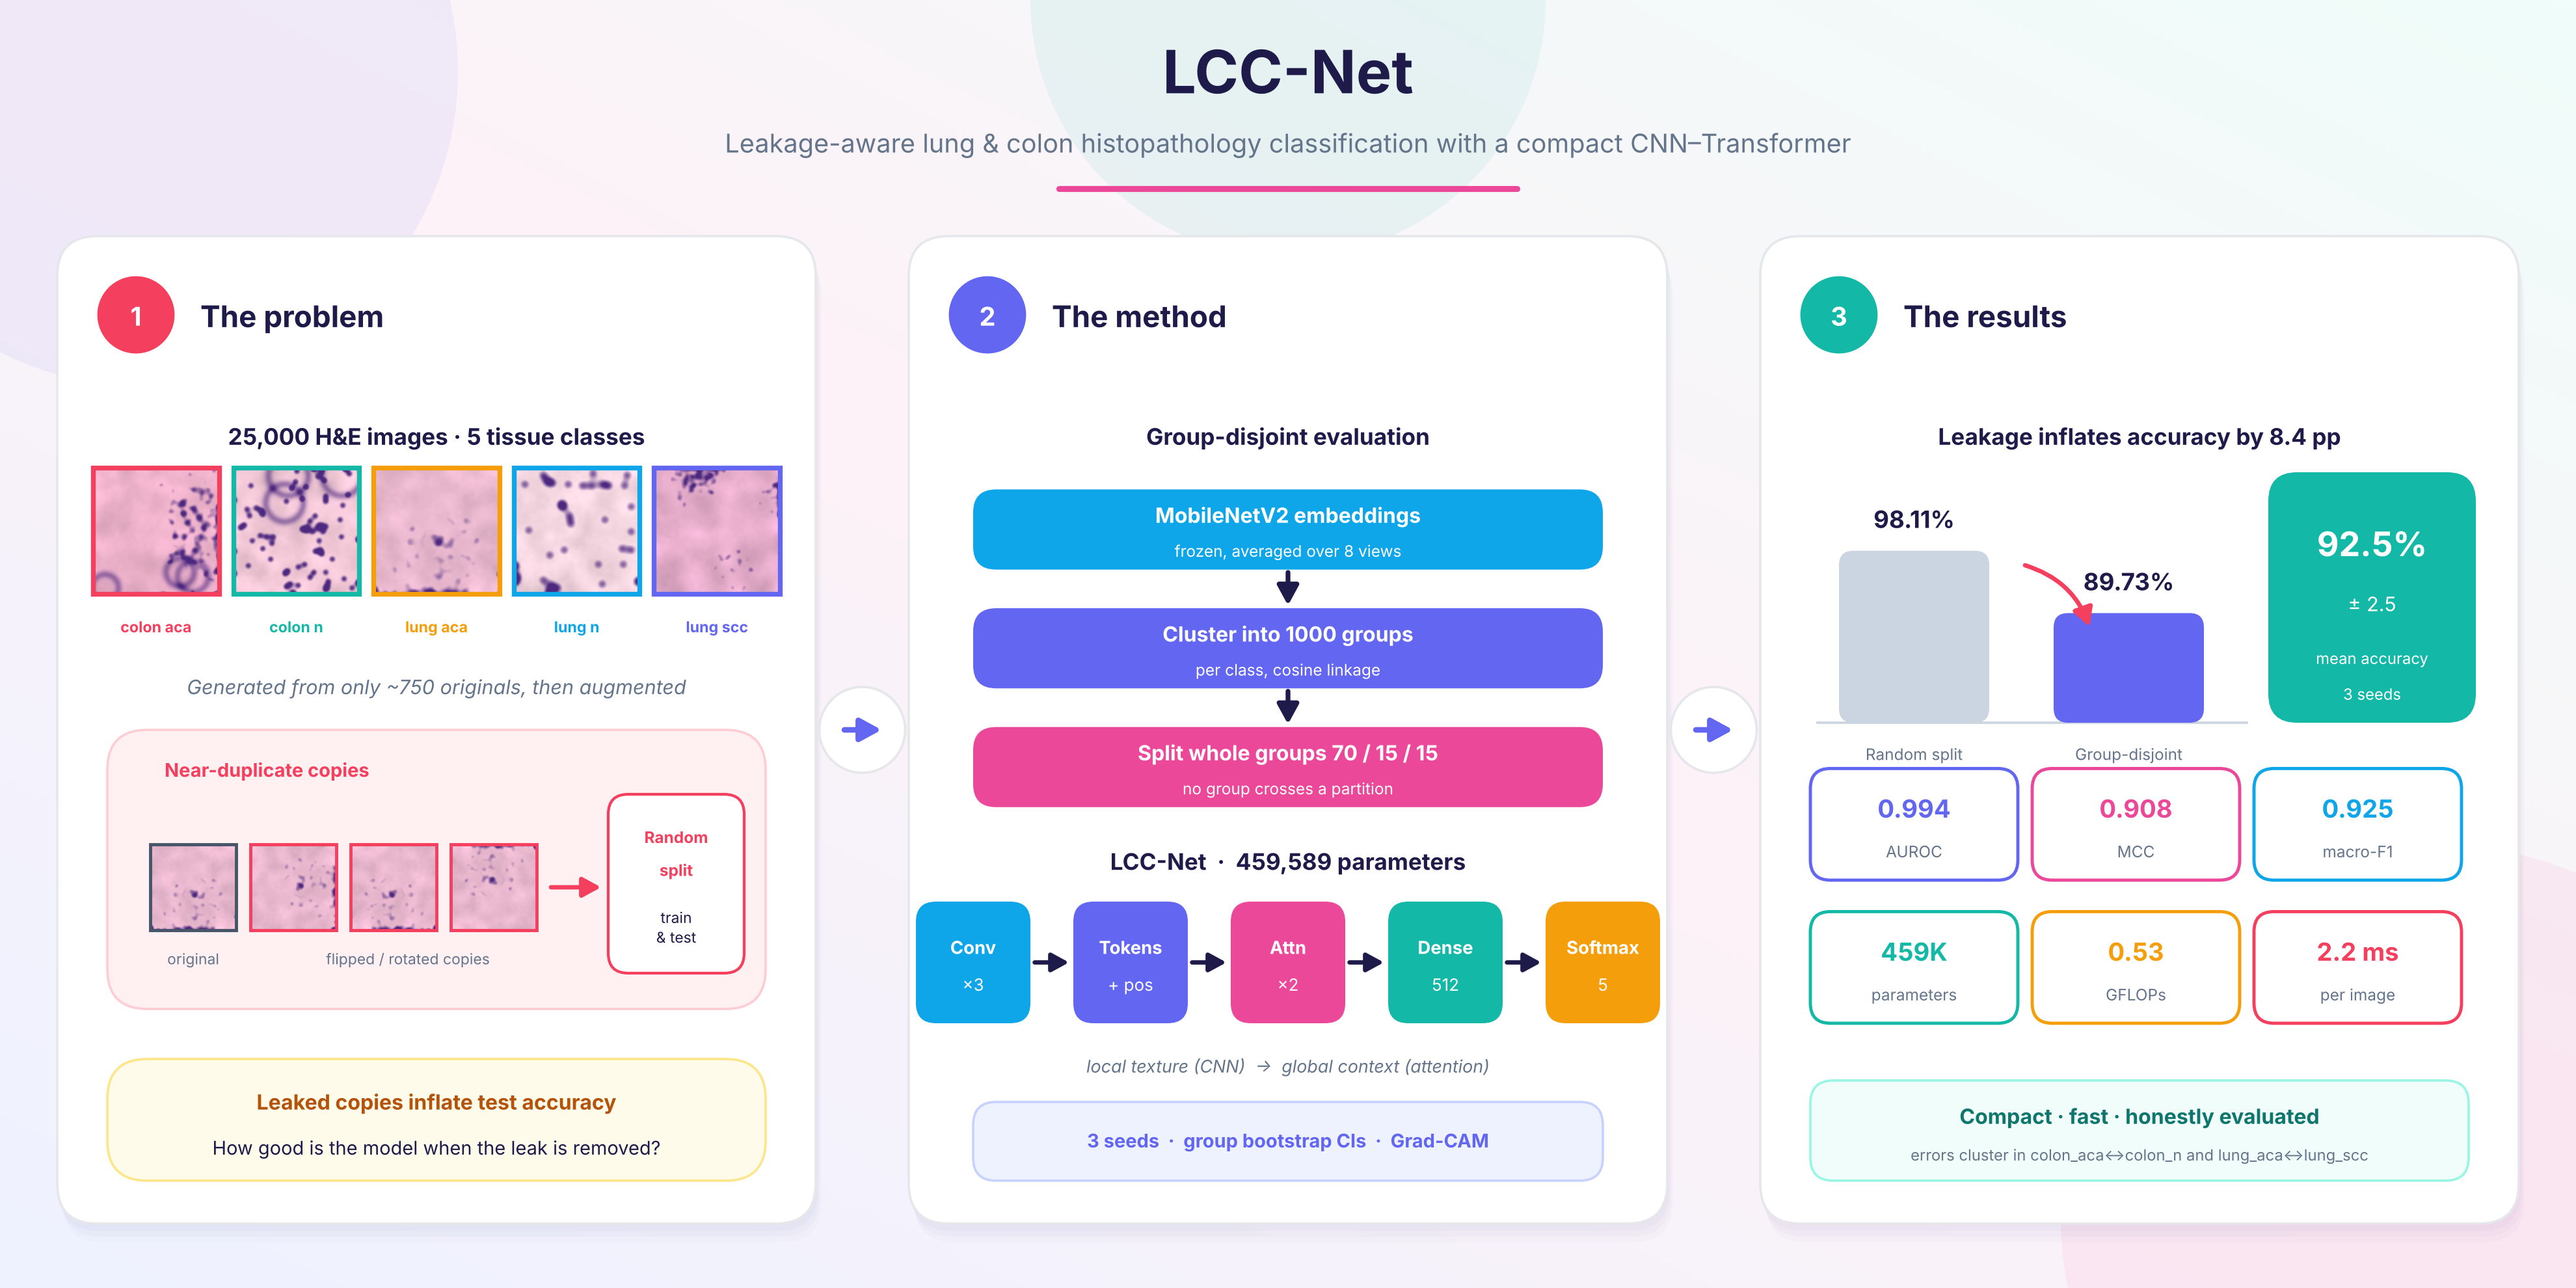 LCC-Net
Leakage-aware lung & colon histopathology classification with a compact CNN–Transformer
1
The problem
25,000 H&E images · 5 tissue classes
colon aca
colon n
lung aca
lung n
lung scc
Generated from only ~750 originals, then augmented
Near-duplicate copies
original
flipped / rotated copies
Random
split
train
& test
Leaked copies inflate test accuracy
How good is the model when the leak is removed?
2
The method
Group-disjoint evaluation
MobileNetV2 embeddings
frozen, averaged over 8 views
Cluster into 1000 groups
per class, cosine linkage
Split whole groups 70 / 15 / 15
no group crosses a partition
LCC-Net · 459,589 parameters
Conv
×3
Tokens
+ pos
Attn
×2
Dense
512
Softmax
5
local texture (CNN) → global context (attention)
3 seeds · group bootstrap CIs · Grad-CAM
3
The results
Leakage inflates accuracy by 8.4 pp
98.11%
89.73%
Random split
Group-disjoint
92.5%
± 2.5
mean accuracy
3 seeds
0.994
AUROC
0.908
MCC
0.925
macro-F1
459K
parameters
0.53
GFLOPs
2.2 ms
per image
Compact · fast · honestly evaluated
errors cluster in colon_aca↔colon_n and lung_aca↔lung_scc